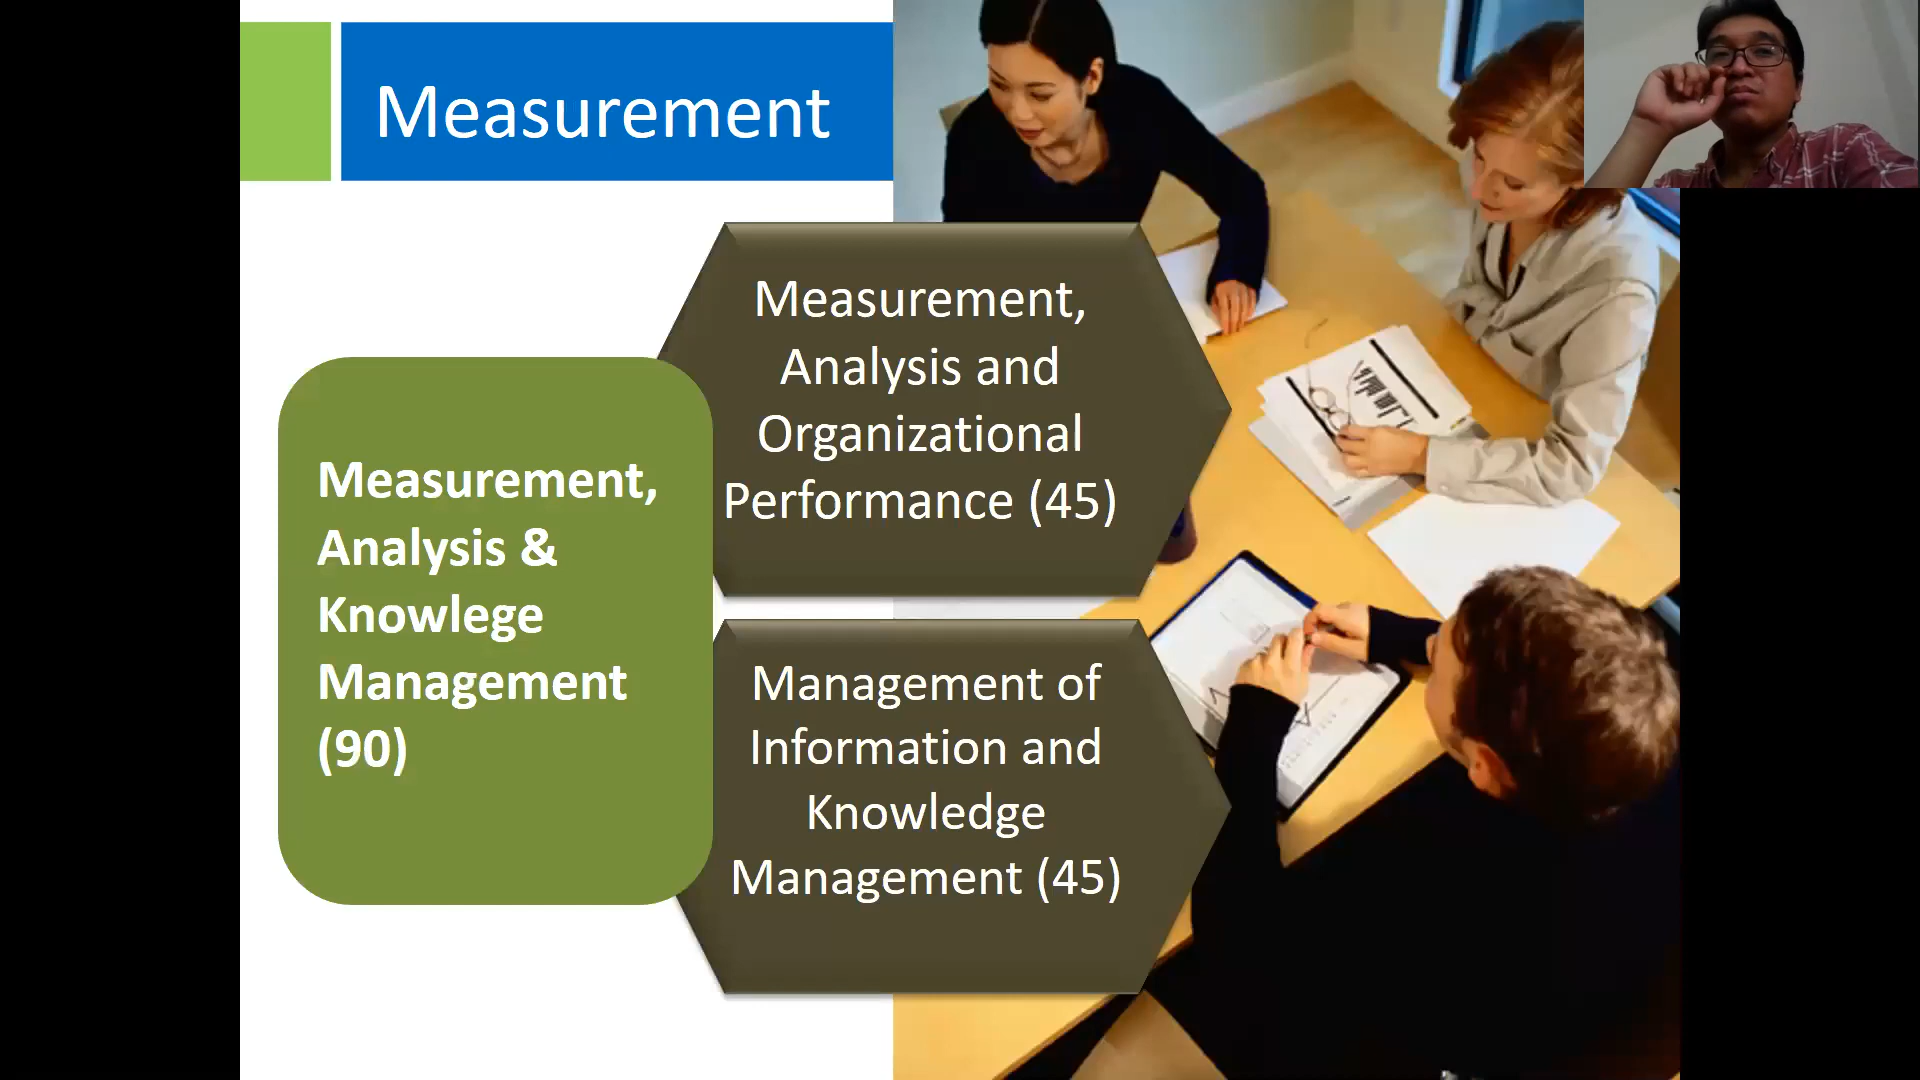 Measurement
Measurement,
Analysis and
Organizational
Performance (45)
Measurement,
Analysis &
Knowlege
Management
(90)
Management of
Information and
Knowledge
Management (45)